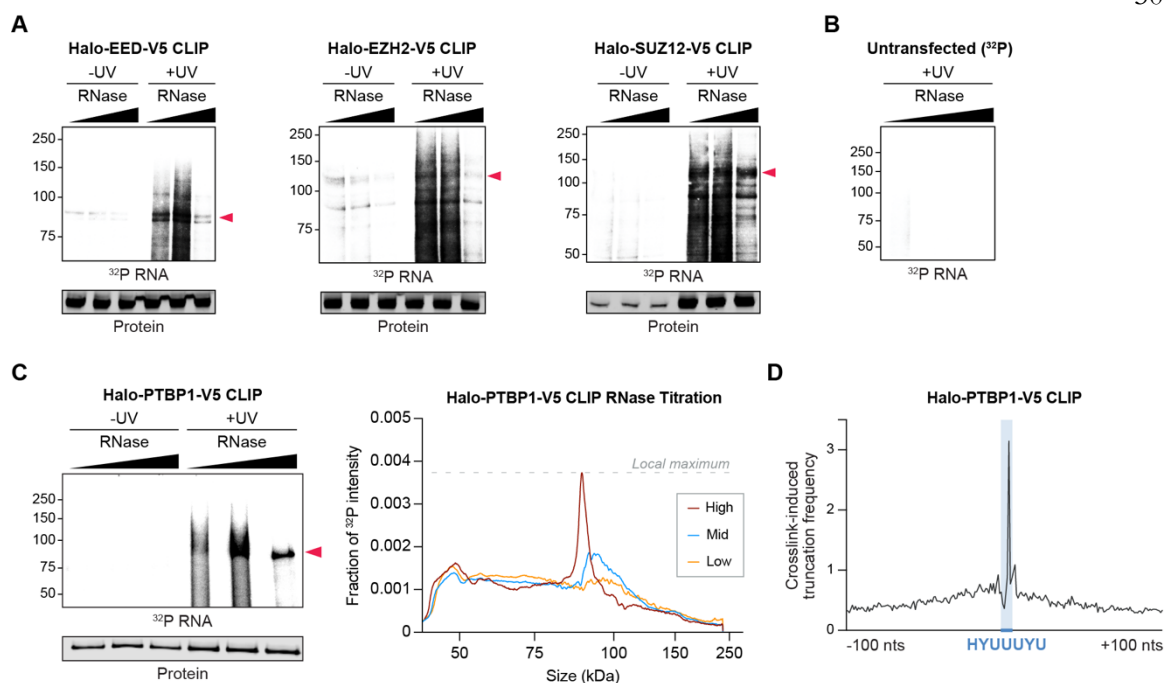 A
Halo-EED-V5 CLIP
-UV +UV
RNase RNase
250
150
100
75
³²P RNA
Protein
Halo-EZH2-V5 CLIP
-UV +UV
RNase RNase
250
150
100
75
³²P RNA
Protein
Halo-SUZ12-V5 CLIP
-UV +UV
RNase RNase
250
150
100
75
50
³²P RNA
Protein
B
Untransfected (³²P)
+UV
RNase
250
150
100
75
50
³²P RNA
C
Halo-PTBP1-V5 CLIP
-UV +UV
RNase RNase
250
150
100
75
50
³²P RNA
Protein
Halo-PTBP1-V5 CLIP RNase Titration
Fraction of ³²P intensity
0.005
0.004
0.003
0.002
0.001
0
Local maximum
High
Mid
Low
50 75 100 150 250
Size (kDa)
D
Halo-PTBP1-V5 CLIP
Crosslink-induced
truncation frequency
3
2
1
0
-100 nts HYUUUYU +100 nts